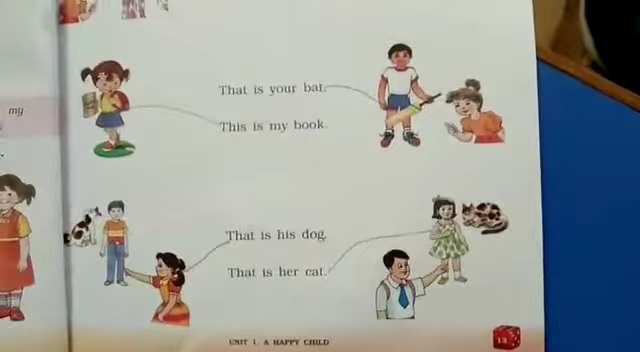 my
That is your bat.
This is my book.
That is his dog.
That is her cat.
UNIT 1. A HAPPY CHILD
13